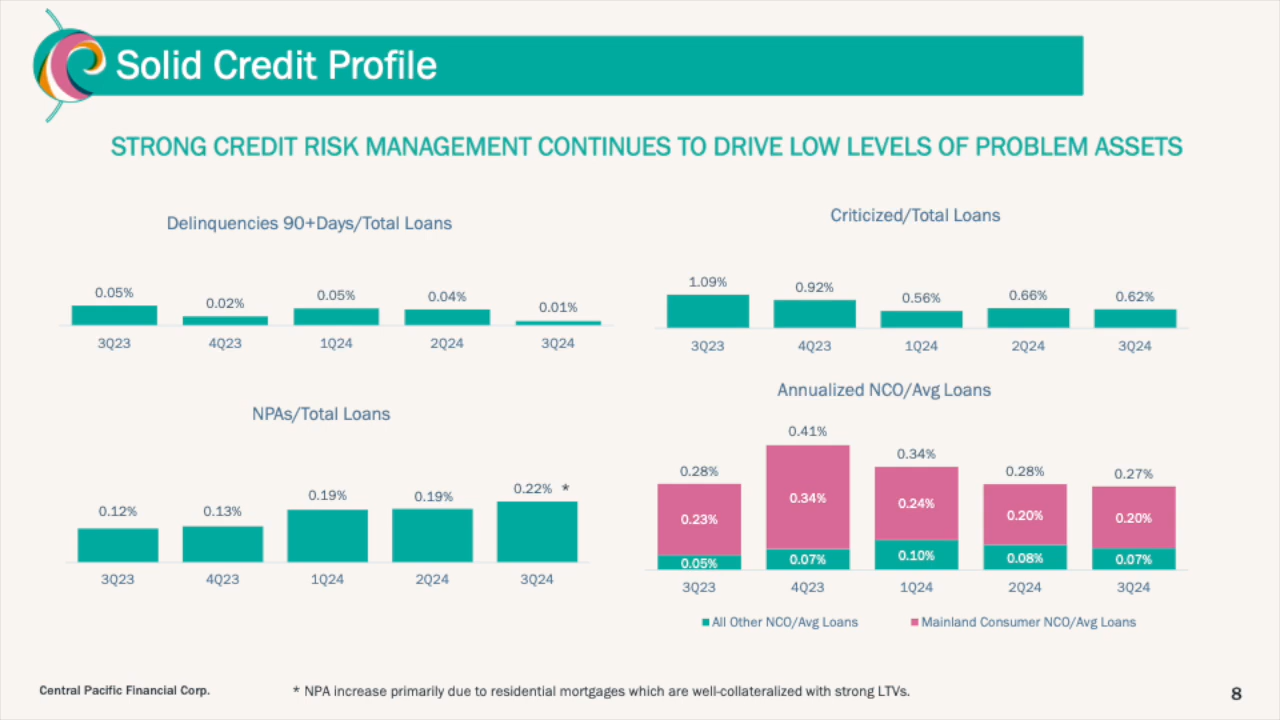 Solid Credit Profile
STRONG CREDIT RISK MANAGEMENT CONTINUES TO DRIVE LOW LEVELS OF PROBLEM ASSETS
Delinquencies 90+Days/Total Loans
0.05% 0.02% 0.05% 0.04% 0.01%
3Q23 4Q23 1Q24 2Q24 3Q24
Criticized/Total Loans
1.09% 0.92% 0.56% 0.66% 0.62%
3Q23 4Q23 1Q24 2Q24 3Q24
NPAs/Total Loans
0.12% 0.13% 0.19% 0.19% 0.22% *
3Q23 4Q23 1Q24 2Q24 3Q24
Annualized NCO/Avg Loans
0.28% 0.41% 0.34% 0.28% 0.27%
0.23% 0.34% 0.24% 0.20% 0.20%
0.05% 0.07% 0.10% 0.08% 0.07%
3Q23 4Q23 1Q24 2Q24 3Q24
All Other NCO/Avg Loans Mainland Consumer NCO/Avg Loans
Central Pacific Financial Corp. * NPA increase primarily due to residential mortgages which are well-collateralized with strong LTVs. 8